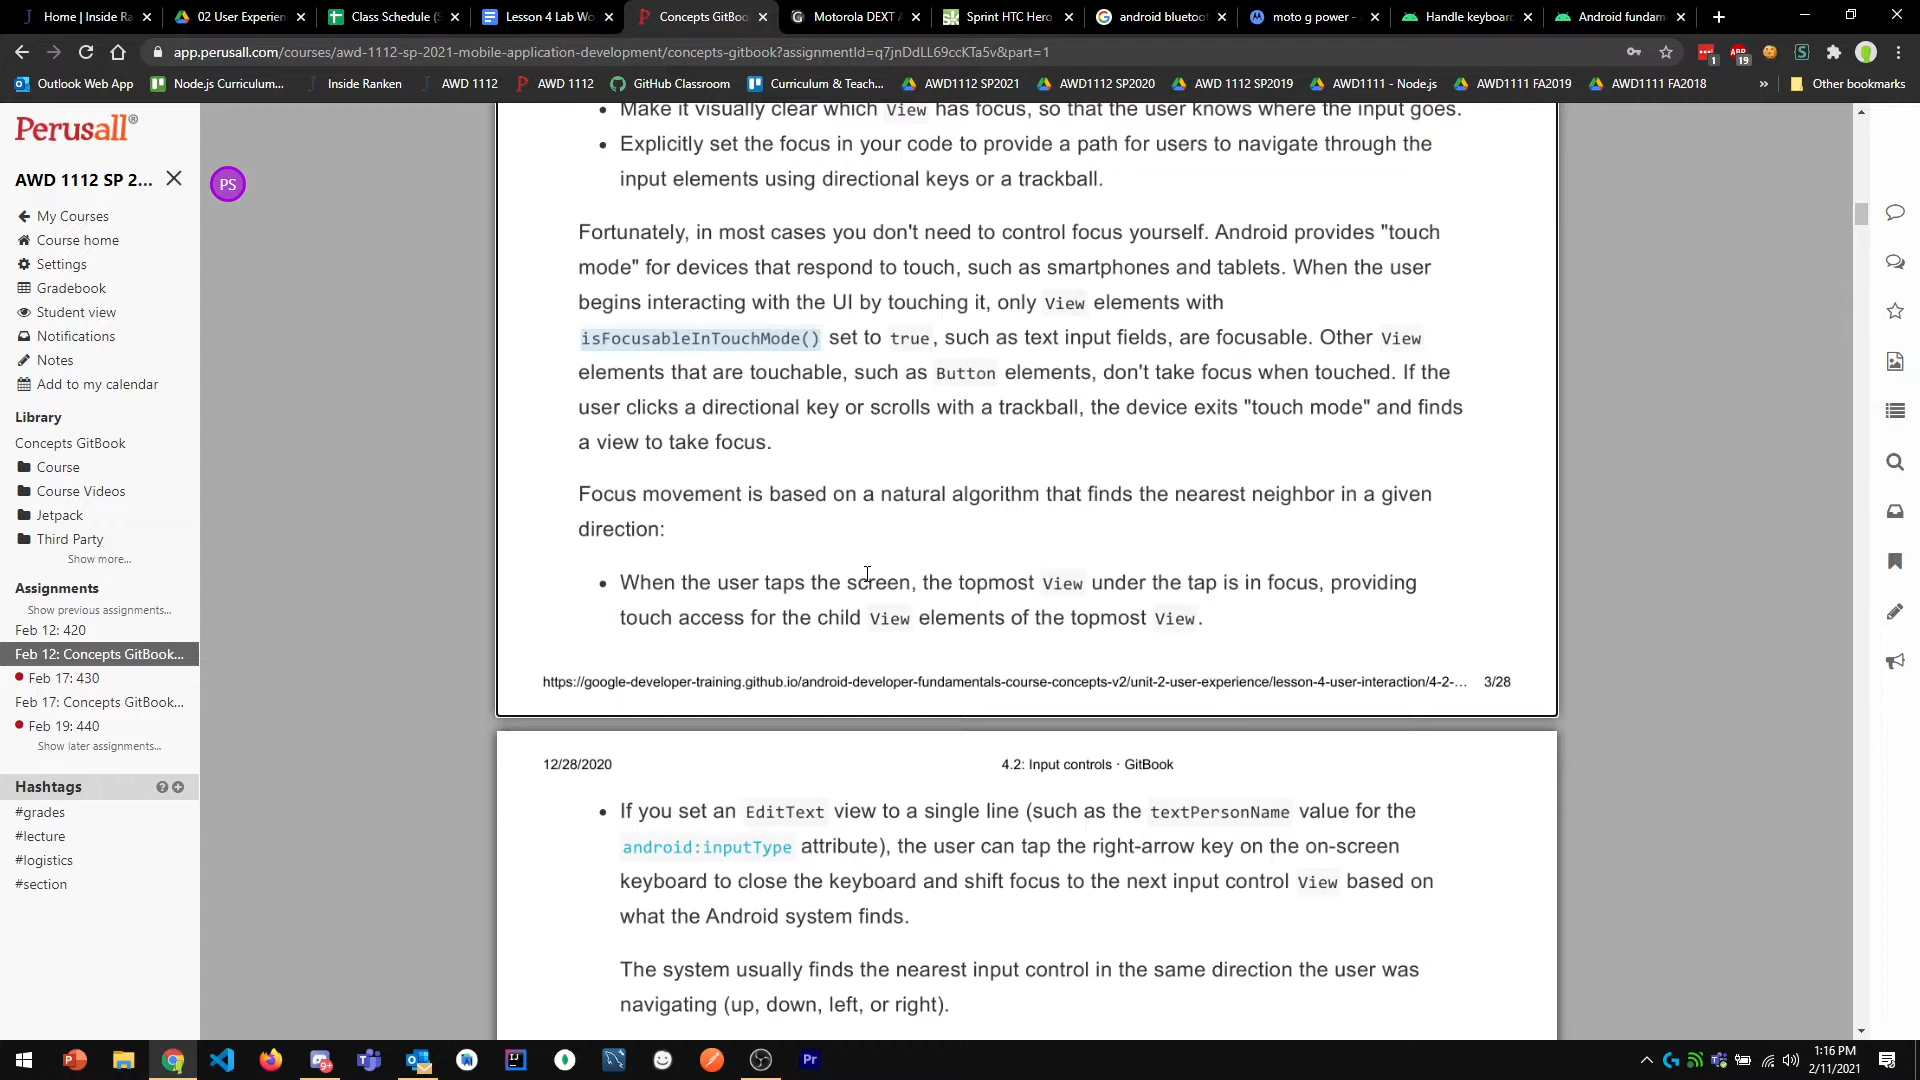 Home | Inside Ra
02 User Experien
Class Schedule (S
Lesson 4 Lab Wo
Concepts GitBoo
Motorola DEXT A
Sprint HTC Hero
android bluetoot
moto g power -
Handle keyboard
Android fundam
app.perusall.com/courses/awd-1112-sp-2021-mobile-application-development/concepts-gitbook?assignmentId=q7jnDdLL69ccKTa5v&part=1
1
19
Outlook Web App
Node.js Curriculum...
Inside Ranken
AWD 1112
AWD 1112
GitHub Classroom
Curriculum & Teach...
AWD1112 SP2021
AWD1112 SP2020
AWD 1112 SP2019
AWD1111 - Node.js
AWD1111 FA2019
AWD1111 FA2018
»
Other bookmarks
Perusall®
AWD 1112 SP 2...
PS
My Courses
Course home
Settings
Gradebook
Student view
Notifications
Notes
Add to my calendar
Library
Concepts GitBook
Course
Course Videos
Jetpack
Third Party
Show more...
Assignments
Show previous assignments...
Feb 12: 420
Feb 12: Concepts GitBook...
Feb 17: 430
Feb 17: Concepts GitBook...
Feb 19: 440
Show later assignments...
Hashtags
#grades
#lecture
#logistics
#section
• Make it visually clear which View has focus, so that the user knows where the input goes.
• Explicitly set the focus in your code to provide a path for users to navigate through the
input elements using directional keys or a trackball.
Fortunately, in most cases you don't need to control focus yourself. Android provides "touch
mode" for devices that respond to touch, such as smartphones and tablets. When the user
begins interacting with the UI by touching it, only View elements with
isFocusableInTouchMode() set to true, such as text input fields, are focusable. Other View
elements that are touchable, such as Button elements, don't take focus when touched. If the
user clicks a directional key or scrolls with a trackball, the device exits "touch mode" and finds
a view to take focus.
Focus movement is based on a natural algorithm that finds the nearest neighbor in a given
direction:
• When the user taps the screen, the topmost View under the tap is in focus, providing
touch access for the child View elements of the topmost View.
https://google-developer-training.github.io/android-developer-fundamentals-course-concepts-v2/unit-2-user-experience/lesson-4-user-interaction/4-2-... 3/28
12/28/2020 4.2: Input controls · GitBook
• If you set an EditText view to a single line (such as the textPersonName value for the
android:inputType attribute), the user can tap the right-arrow key on the on-screen
keyboard to close the keyboard and shift focus to the next input control View based on
what the Android system finds.
The system usually finds the nearest input control in the same direction the user was
navigating (up, down, left, or right).
1:16 PM
2/11/2021